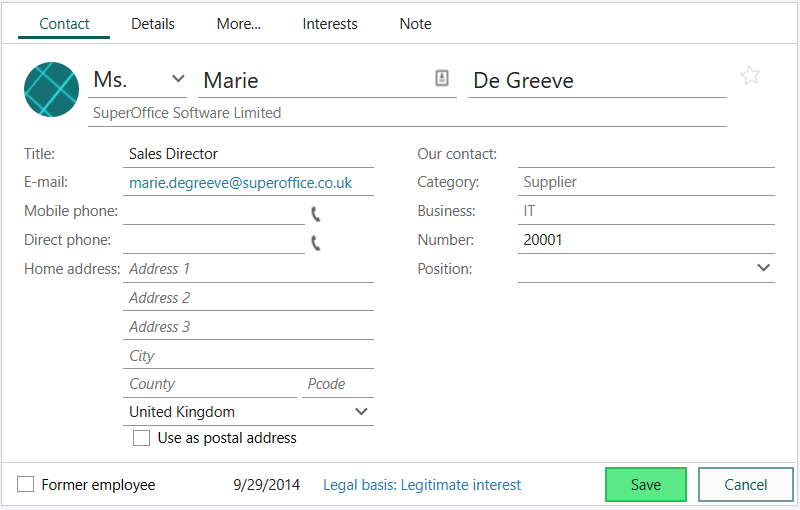 Contact Details More... Interests Note
Ms. Marie De Greeve
SuperOffice Software Limited
Title: Sales Director Our contact:
E-mail: marie.degreeve@superoffice.co.uk Category: Supplier
Mobile phone: Business: IT
Direct phone: Number: 20001
Home address: Address 1 Position:
Address 2
Address 3
City
County Pcode
United Kingdom
Use as postal address
Former employee 9/29/2014 Legal basis: Legitimate interest Save Cancel